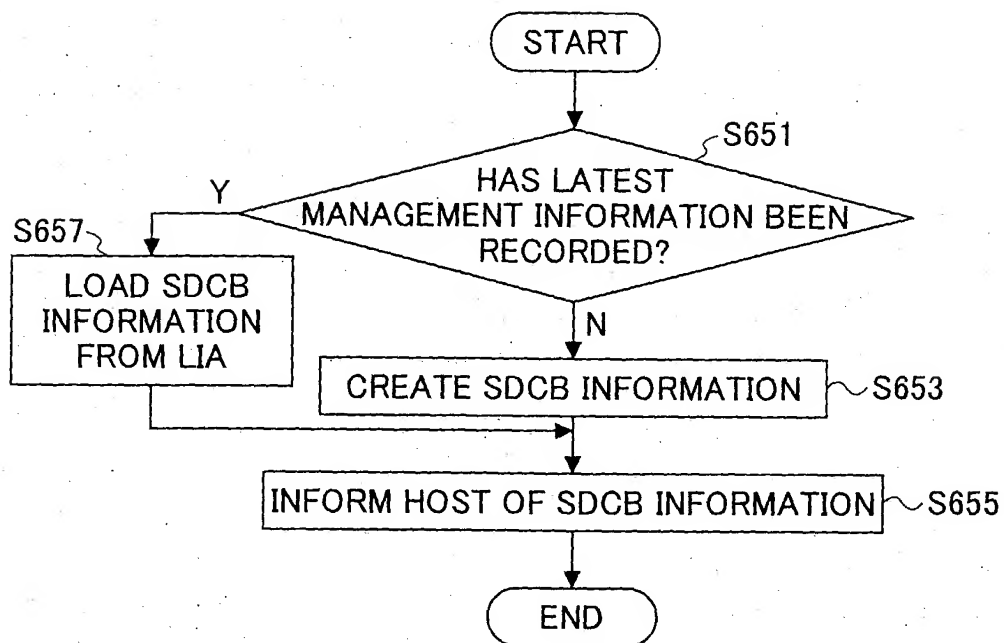 START
S651
HAS LATEST
MANAGEMENT INFORMATION BEEN
RECORDED?
Y
S657
LOAD SDCB
INFORMATION
FROM LIA
N
CREATE SDCB INFORMATION
S653
INFORM HOST OF SDCB INFORMATION
S655
END